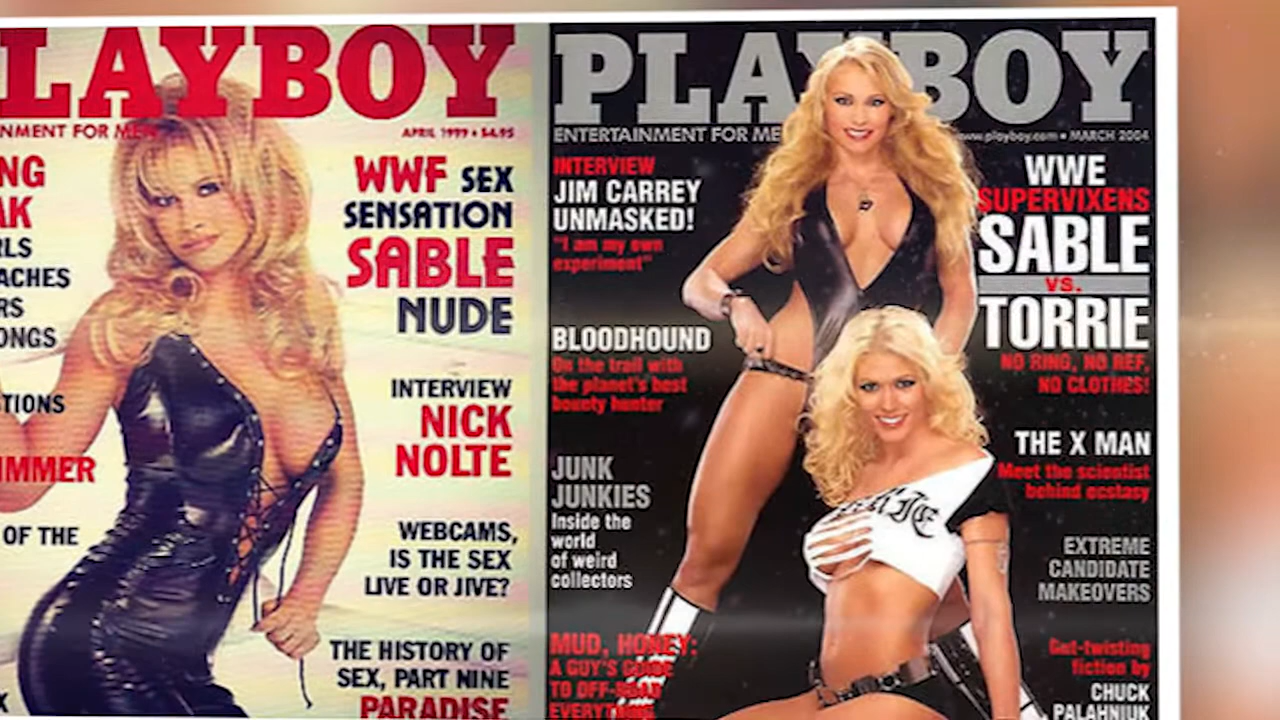 LAYBOY
NMENT FOR MEN
APRIL 1999 • $4.95
NG
AK
RLS
ACHES
RS
ONGS
TIONS
IMMER
OF THE
X
WWF SEX
SENSATION
SABLE
NUDE
INTERVIEW
NICK
NOLTE
WEBCAMS,
IS THE SEX
LIVE OR JIVE?
THE HISTORY OF
SEX, PART NINE
PARADISE
PLAYBOY
ENTERTAINMENT FOR ME
www.playboy.com • MARCH 2004
INTERVIEW
JIM CARREY
UNMASKED!
"I am my own
experiment"
BLOODHOUND
On the trail with
the planet's best
bounty hunter
JUNK
JUNKIES
Inside the
world
of weird
collectors
MUD, HONEY:
A GUY'S GUIDE
TO OFF-ROAD
EVERYTHING
WWE
SUPERVIXENS
SABLE
VS.
TORRIE
NO RING, NO REF,
NO CLOTHES!
THE X MAN
Meet the scientist
behind ecstasy
EXTREME
CANDIDATE
MAKEOVERS
Gut-twisting
fiction by
CHUCK
PALAHNIUK